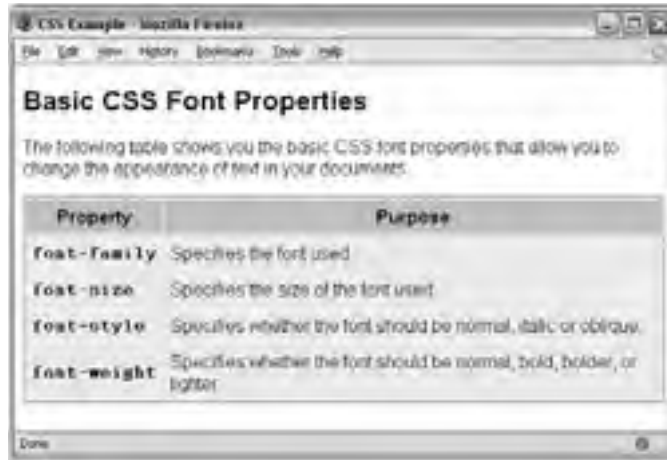 CSS Example - Mozilla Firefox
File Edit View History Bookmarks Tools Help
Basic CSS Font Properties
The following table shows you the basic CSS font properties that allow you to
change the appearance of text in your documents
Property Purpose
font-family Specifies the font used
font-size Specifies the size of the font used
font-style Specifies whether the font should be normal, italic or oblique.
font-weight Specifies whether the font should be normal, bold, bolder, or
lighter
Done